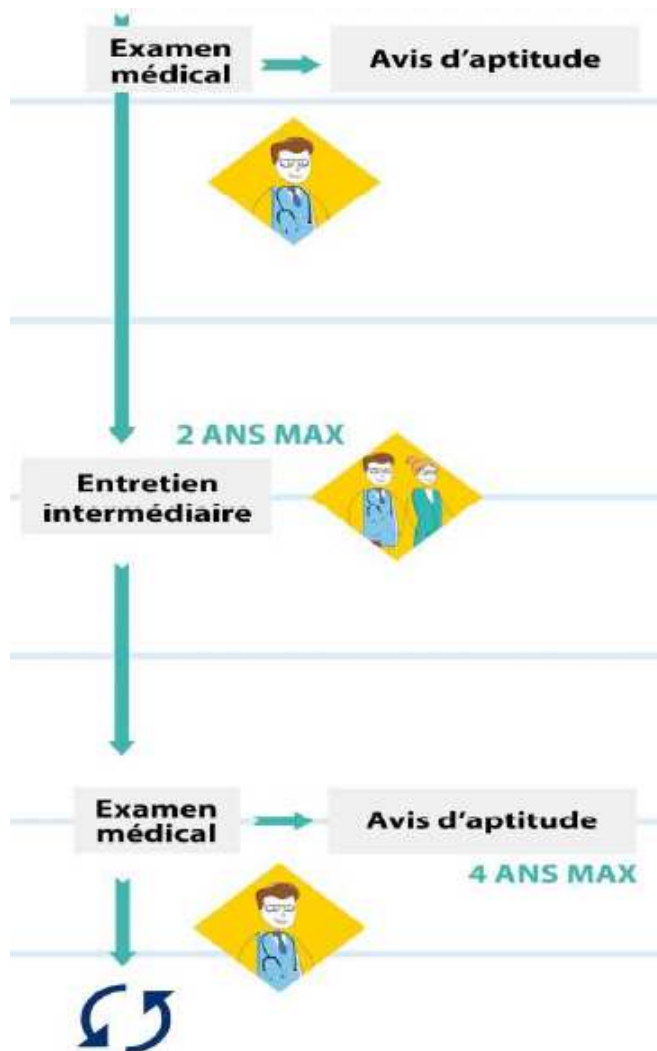 Examen
médical
Avis d'aptitude
2 ANS MAX
Entretien
intermédiaire
Examen
médical
Avis d'aptitude
4 ANS MAX